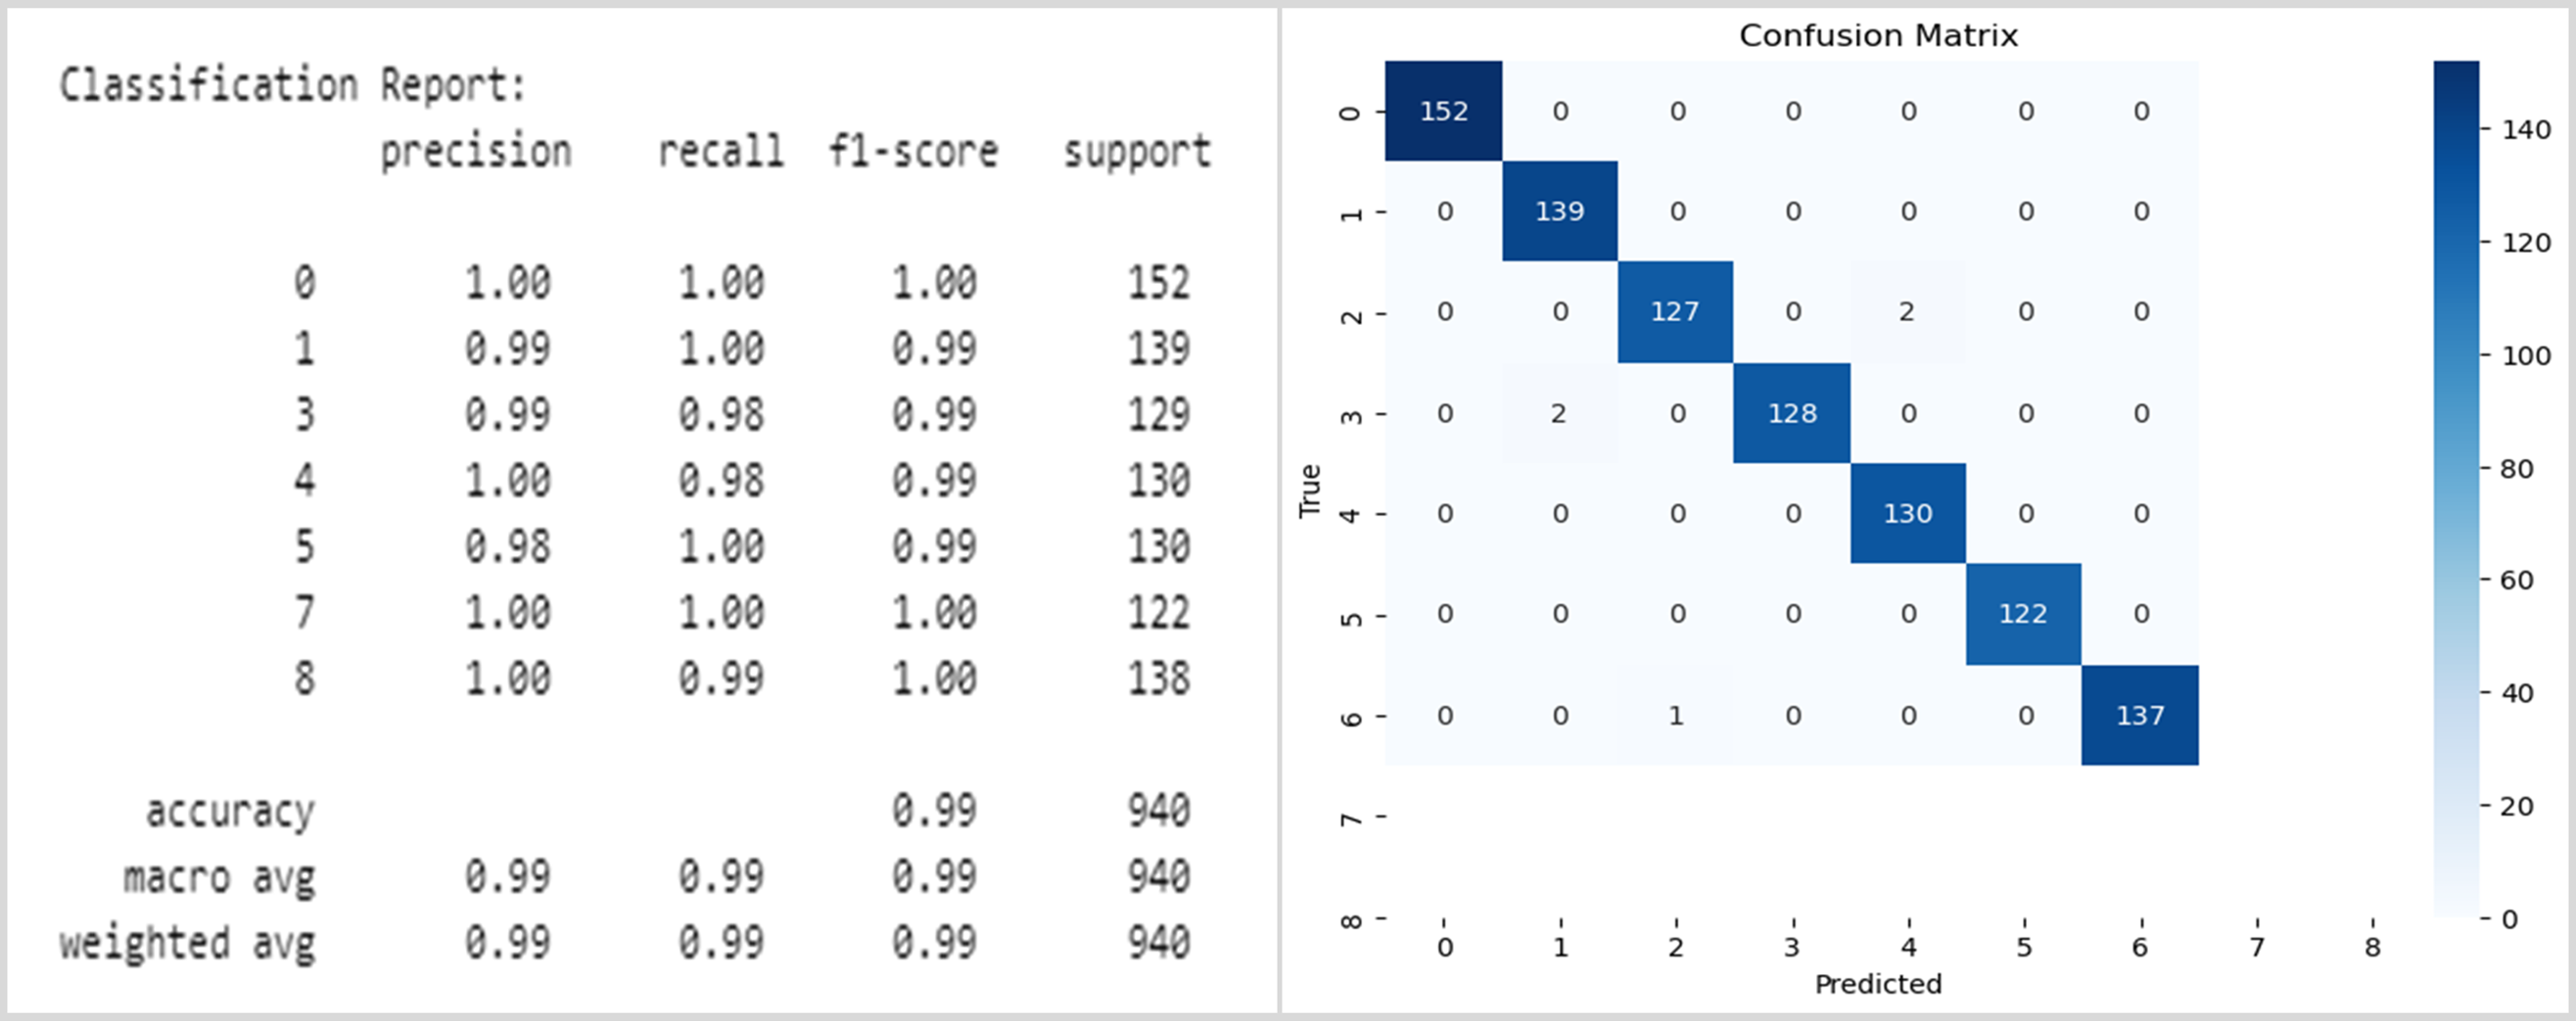 Classification Report:
precision recall f1-score support
0 1.00 1.00 1.00 152
1 0.99 1.00 0.99 139
3 0.99 0.98 0.99 129
4 1.00 0.98 0.99 130
5 0.98 1.00 0.99 130
7 1.00 1.00 1.00 122
8 1.00 0.99 1.00 138
accuracy 0.99 940
macro avg 0.99 0.99 0.99 940
weighted avg 0.99 0.99 0.99 940
Confusion Matrix
True
0 152 0 0 0 0 0 0
1 0 139 0 0 0 0 0
2 0 0 127 0 2 0 0
3 0 2 0 128 0 0 0
4 0 0 0 0 130 0 0
5 0 0 0 0 0 122 0
6 0 0 1 0 0 0 137
7
8
0 1 2 3 4 5 6 7 8
Predicted
140
120
100
80
60
40
20
0